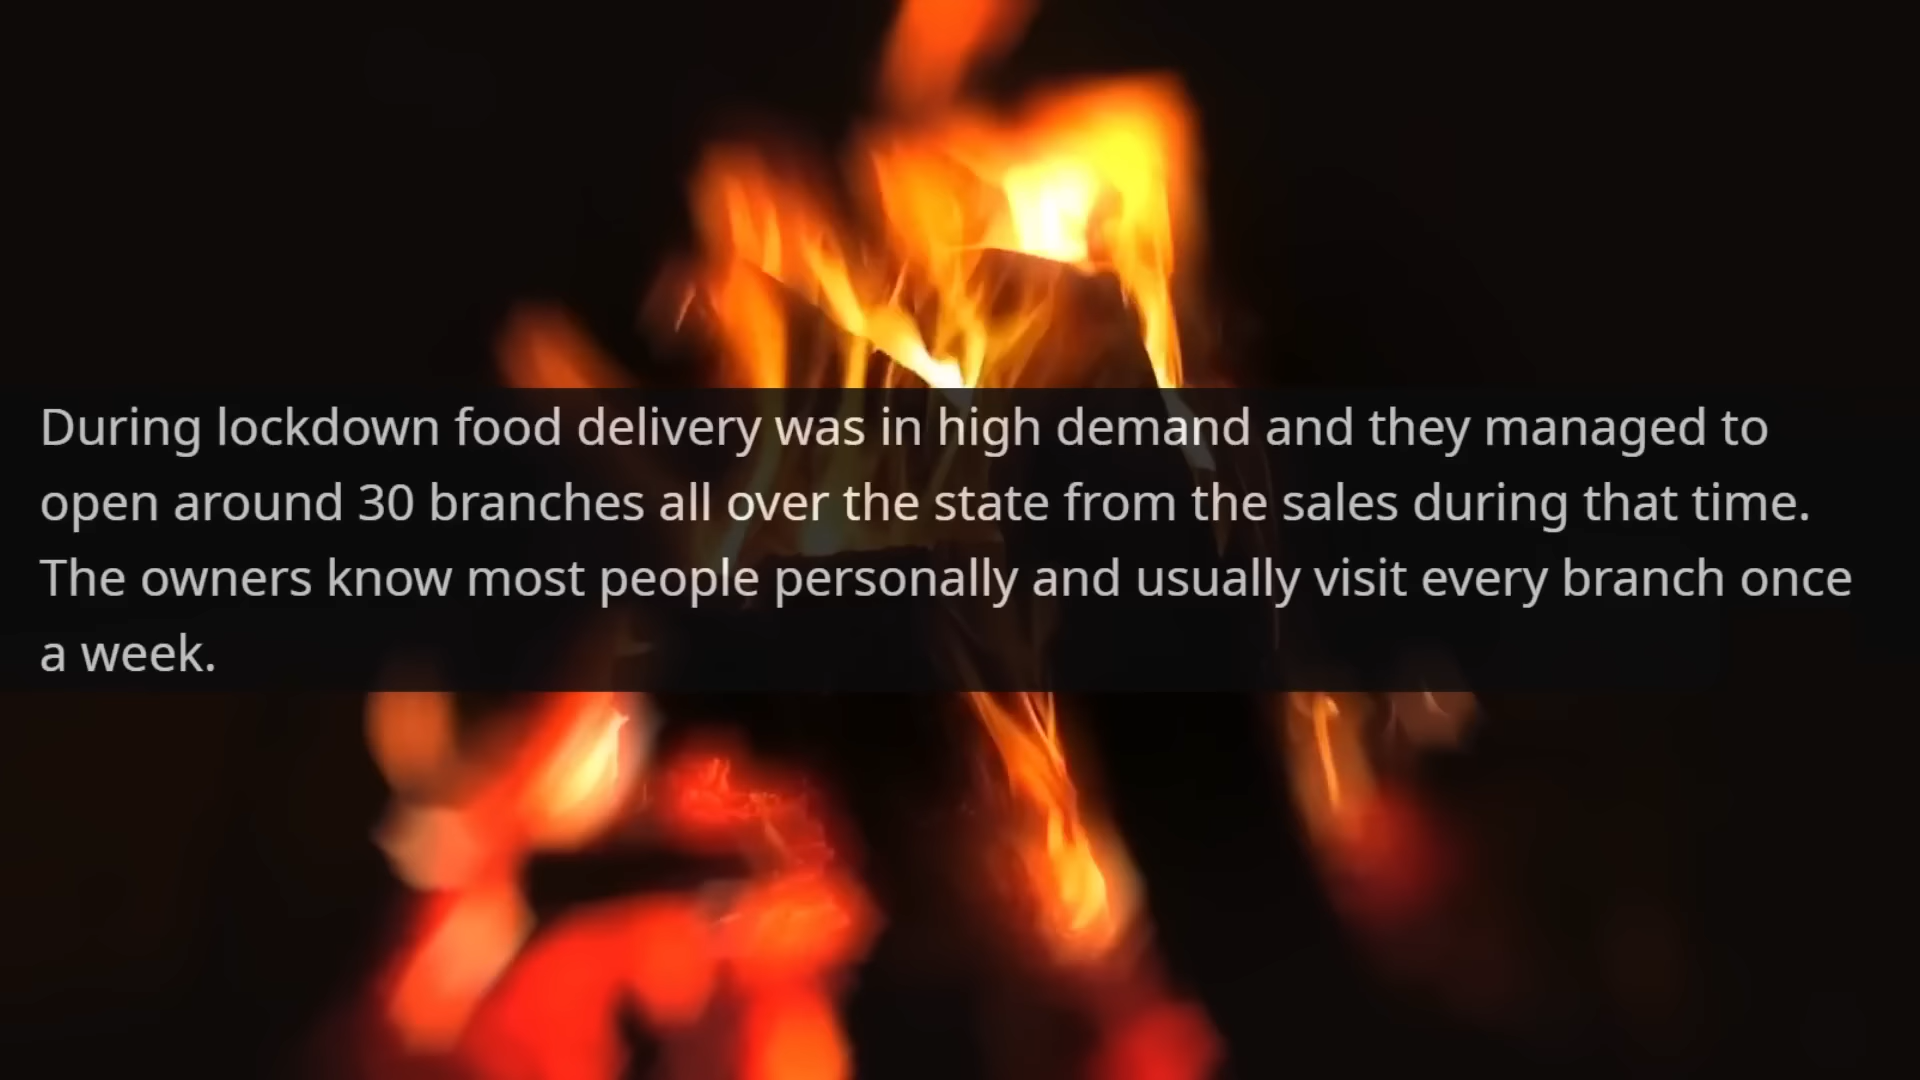 During lockdown food delivery was in high demand and they managed to
open around 30 branches all over the state from the sales during that time.
The owners know most people personally and usually visit every branch once
a week.